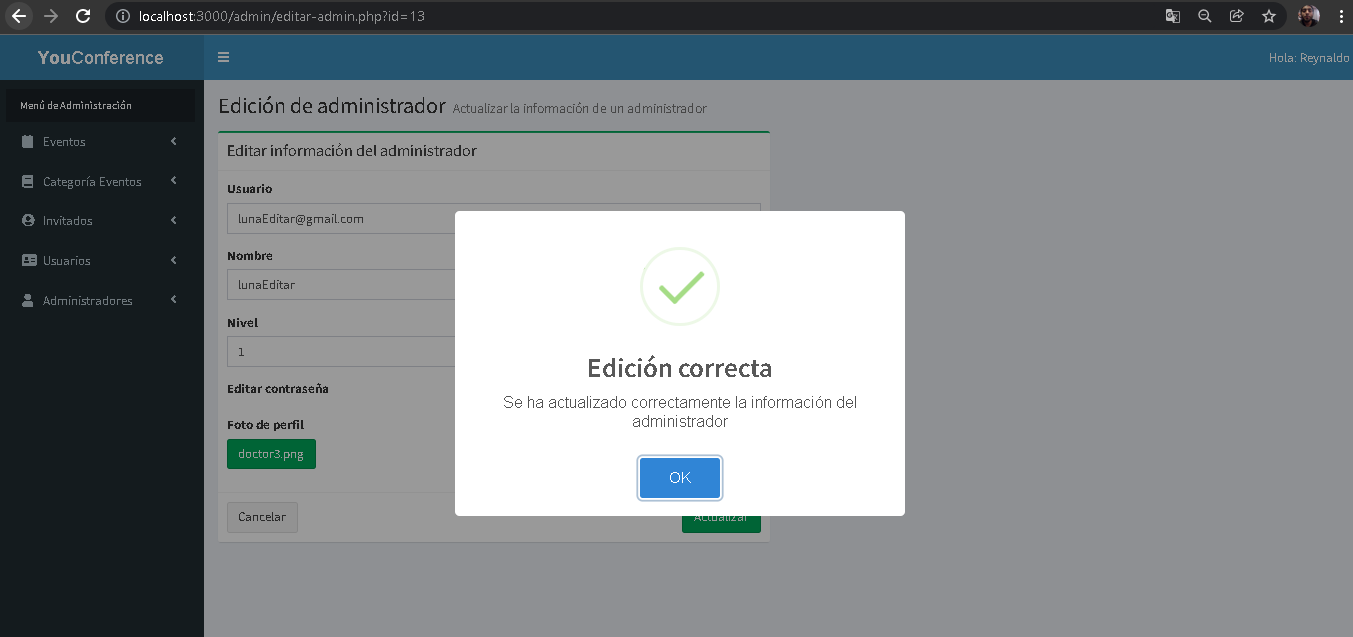 localhost:3000/admin/editar-admin.php?id=13
YouConference
Hola: Reynaldo
Menú de Administración
Eventos
Categoría Eventos
Invitados
Usuarios
Administradores
Edición de administrador Actualizar la información de un administrador
Editar información del administrador
Usuario
lunaEditar@gmail.com
Nombre
lunaEditar
Nivel
1
Editar contraseña
Foto de perfil
doctor3.png
Cancelar
Actualizar
Edición correcta
Se ha actualizado correctamente la información del
administrador
OK